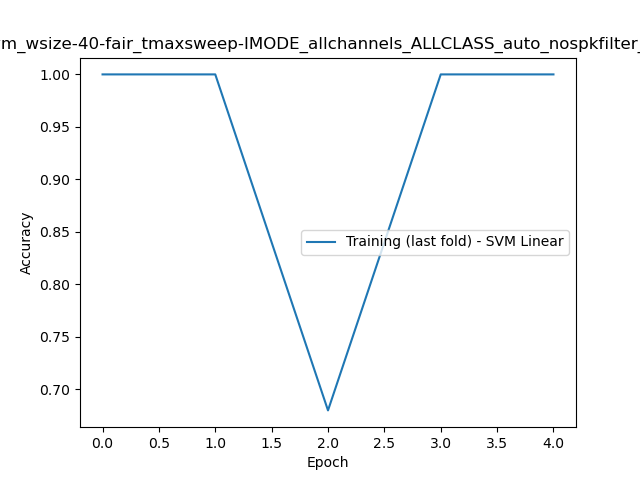 m_wsize-40-fair_tmaxsweep-IMODE_allchannels_ALLCLASS_auto_nospkfilter_
1.00
0.95
0.90
0.85
0.80
0.75
0.70
Accuracy
Training (last fold) - SVM Linear
0.0 0.5 1.0 1.5 2.0 2.5 3.0 3.5 4.0
Epoch